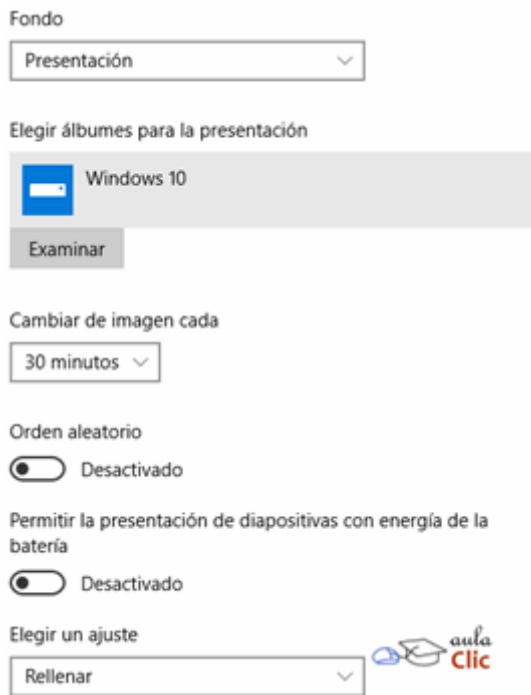 Fondo
Presentación
Elegir álbumes para la presentación
Windows 10
Examinar
Cambiar de imagen cada
30 minutos
Orden aleatorio
Desactivado
Permitir la presentación de diapositivas con energía de la
batería
Desactivado
Elegir un ajuste
Rellenar
aula
Clic